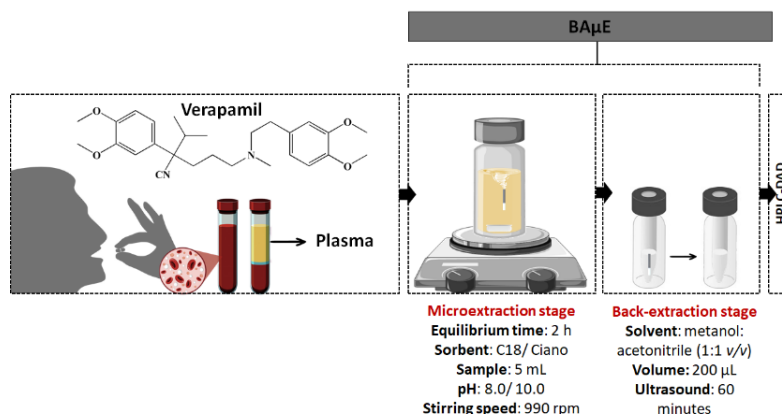 BAµE
Verapamil
O
O
CN
N
O
O
Plasma
HPLC-DAD
Microextraction stage
Equilibrium time: 2 h
Sorbent: C18/ Ciano
Sample: 5 mL
pH: 8.0/ 10.0
Stirring speed: 990 rpm
Back-extraction stage
Solvent: metanol:
acetonitrile (1:1 v/v)
Volume: 200 µL
Ultrasound: 60
minutes